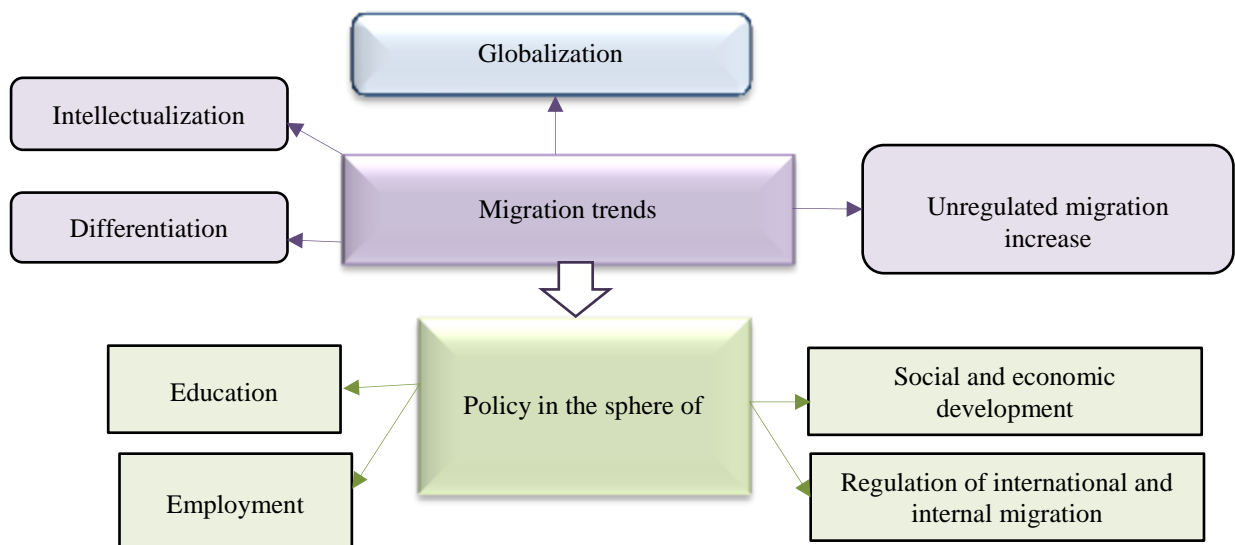 Globalization
Intellectualization
Migration trends
Unregulated migration
increase
Differentiation
Education
Policy in the sphere of
Social and economic
development
Employment
Regulation of international and
internal migration